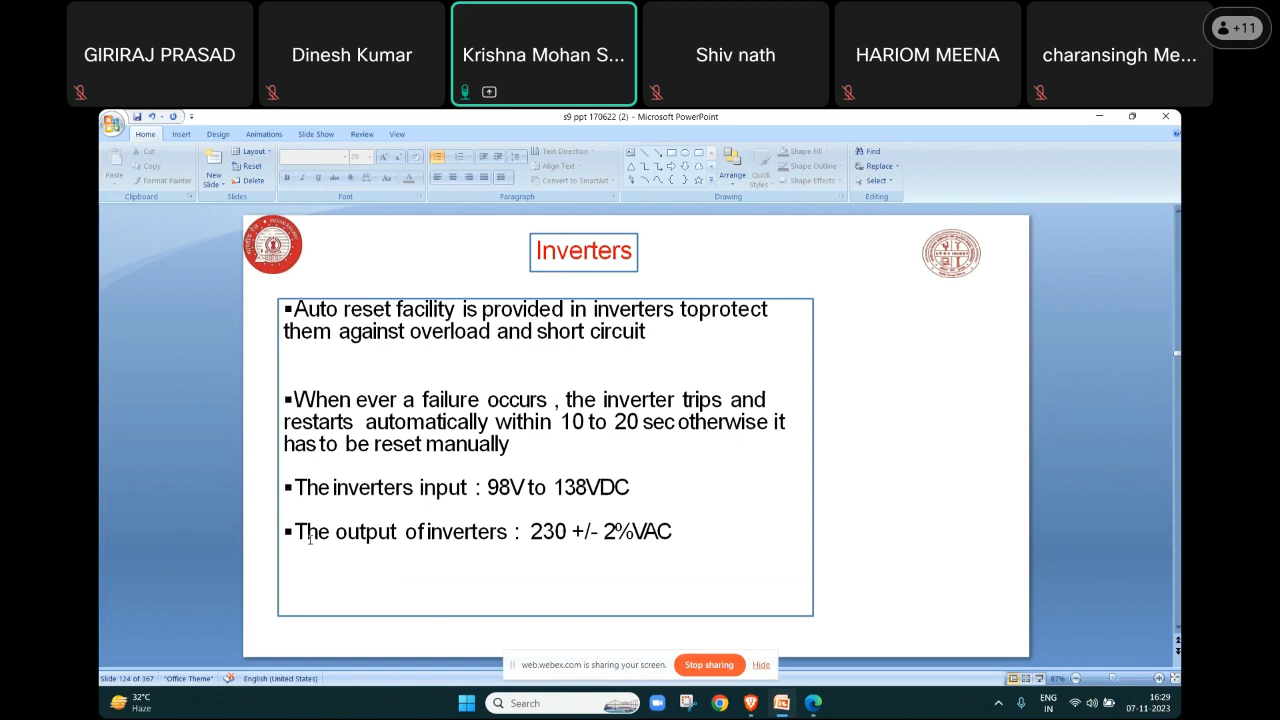 GIRIRAJ PRASAD
Dinesh Kumar
Krishna Mohan S...
Shiv nath
HARIOM MEENA
charansingh Me...
+11
s9 ppt 170622 (2) - Microsoft PowerPoint
Home Insert Design Animations Slide Show Review View
Paste
Cut
Copy
Format Painter
Clipboard
New Slide
Layout
Reset
Delete
Slides
26
Font
Text Direction
Align Text
Convert to SmartArt
Paragraph
Arrange
Quick Styles
Shape Fill
Shape Outline
Shape Effects
Drawing
Find
Replace
Select
Editing
Inverters
▪Auto reset facility is provided in inverters toprotect
them against overload and short circuit
▪When ever a failure occurs , the inverter trips and
restarts automatically within 10 to 20 sec otherwise it
has to be reset manually
▪The inverters input : 98V to 138VDC
▪The output of inverters : 230 +/- 2%VAC
web.webex.com is sharing your screen. Stop sharing Hide
Slide 124 of 367 "Office Theme" English (United States) 87%
32°C
Haze
Search
ENG
IN
16:29
07-11-2023